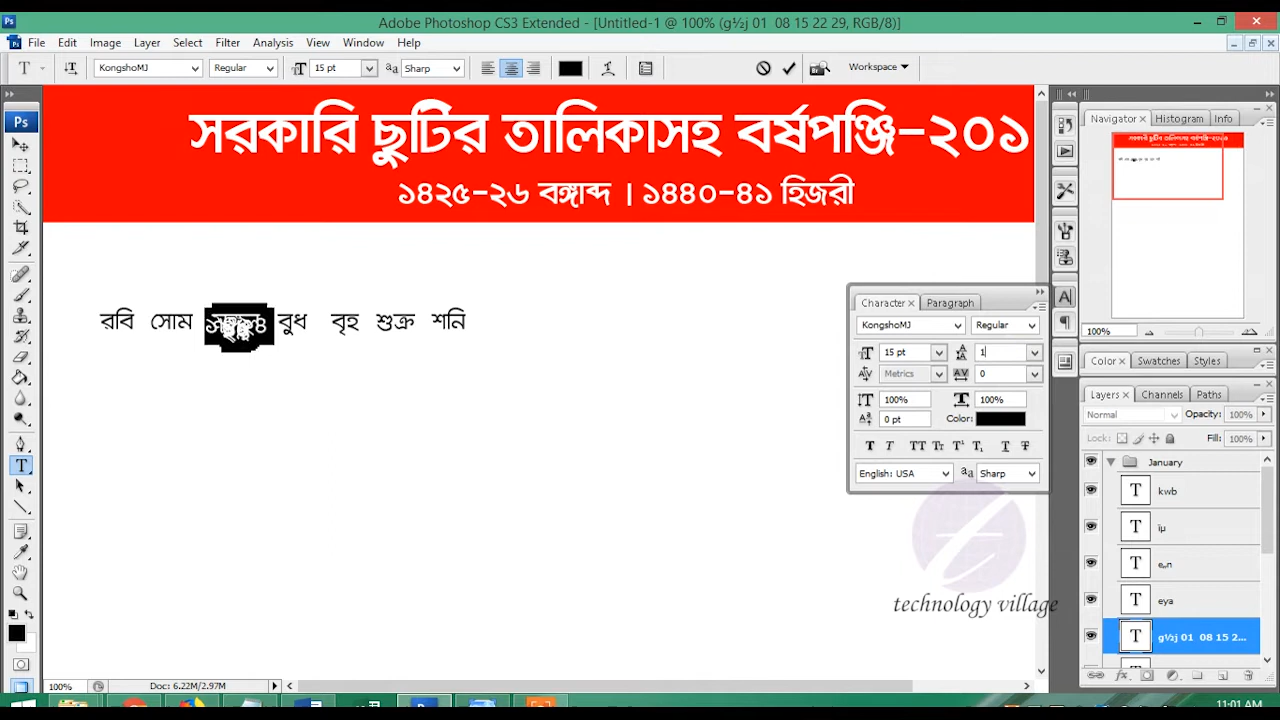 Adobe Photoshop CS3 Extended - [Untitled-1 @ 100% (g½j 01 08 15 22 29, RGB/8)]
File Edit Image Layer Select Filter Analysis View Window Help
KongshoMJ Regular 15 pt Sharp Workspace
সরকারি ছুটির তালিকাসহ বর্ষপঞ্জি-২০১
১৪২৫-২৬ বঙ্গাব্দ । ১৪৪০-৪১ হিজরী
রবি সোম বুধ বৃহ শুক্র শনি
Navigator Histogram Info
100%
Character Paragraph
KongshoMJ Regular
15 pt 1
Metrics 0
100% 100%
0 pt Color:
English: USA Sharp
Color Swatches Styles
Layers Channels Paths
Normal Opacity: 100%
Lock: Fill: 100%
January
kwb
īµ
e„n
eya
g½j 01 08 15 2...
technology village
100% Doc: 6.22M/2.97M
11:01 AM